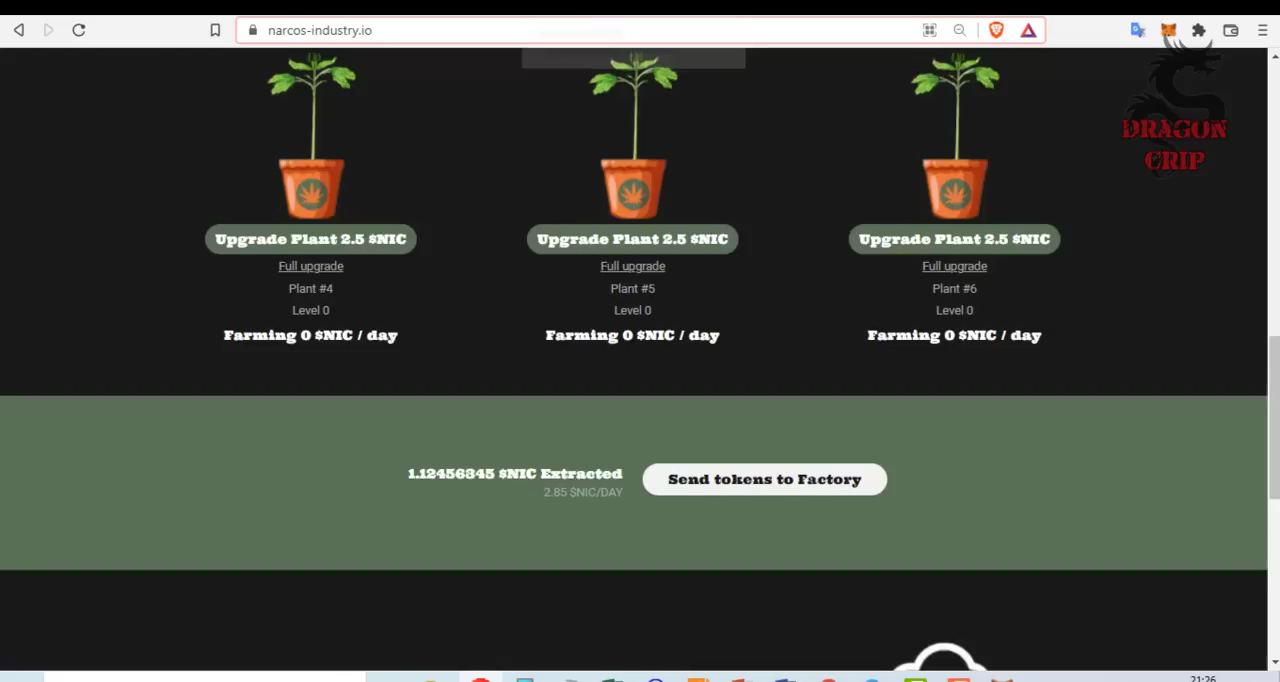 narcos-industry.io
DRAGON
CRIP
Upgrade Plant 2.5 $NIC
Full upgrade
Plant #4
Level 0
Farming 0 $NIC / day
Upgrade Plant 2.5 $NIC
Full upgrade
Plant #5
Level 0
Farming 0 $NIC / day
Upgrade Plant 2.5 $NIC
Full upgrade
Plant #6
Level 0
Farming 0 $NIC / day
1.12456345 $NIC Extracted
2.85 $NIC/DAY
Send tokens to Factory
21:26